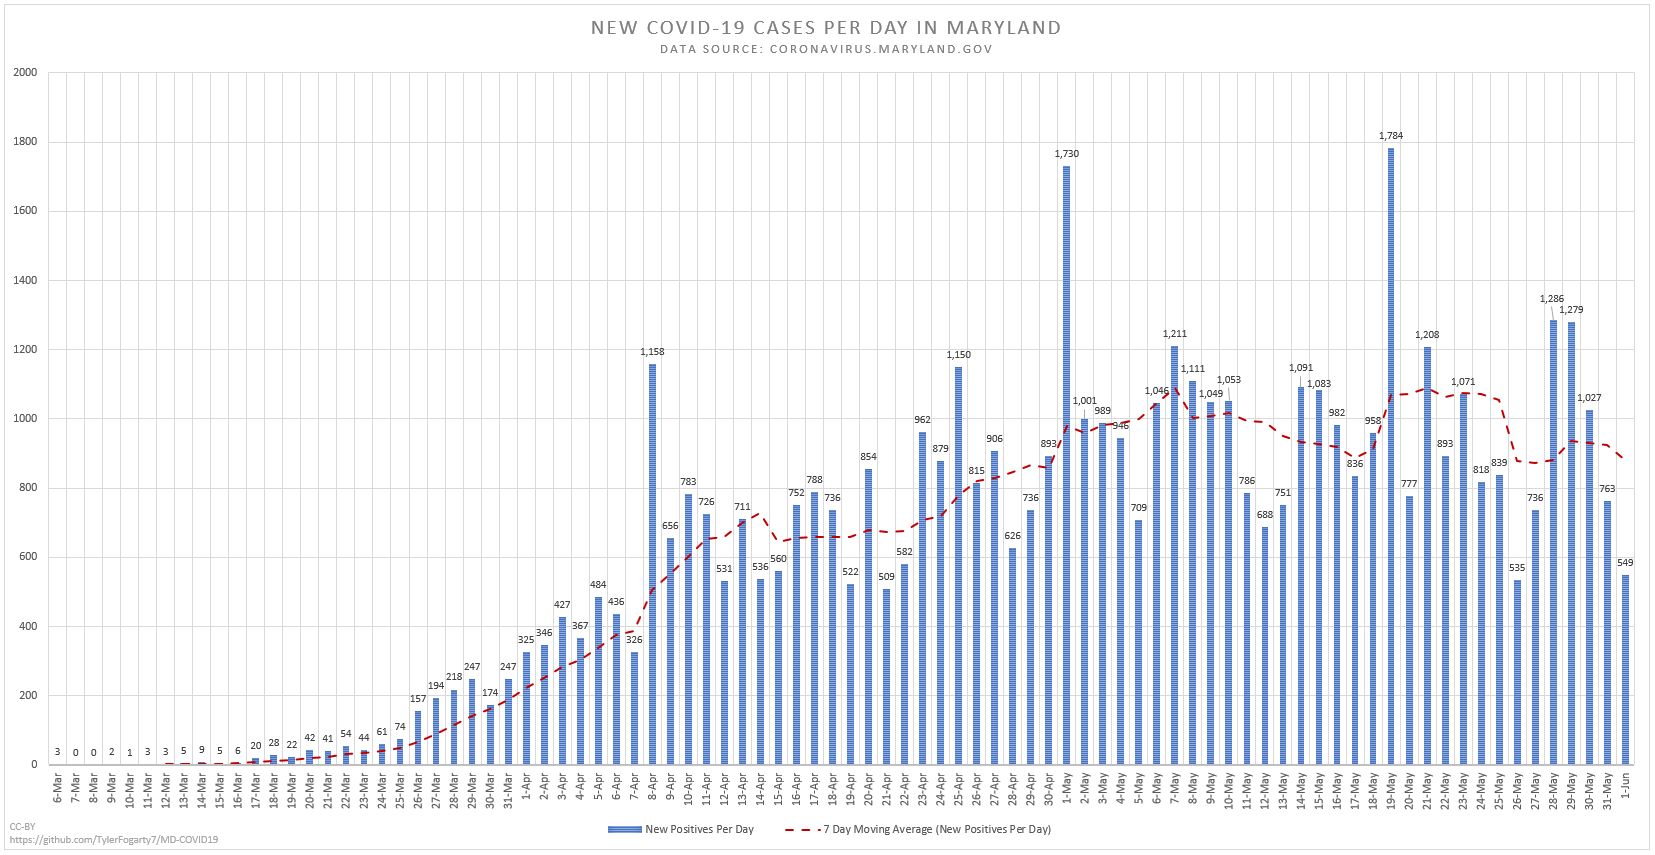 NEW COVID-19 CASES PER DAY IN MARYLAND
DATA SOURCE: CORONAVIRUS.MARYLAND.GOV
2000
1800
1600
1400
1200
1000
800
600
400
200
0
3 0 0 2 1 3 3 5 9 5 6 20 28 22 42 41 54 44 61 74 157 194 218 247 174 247 325 346 427 367 484 436 326 1,158 656 783 726 531 711 536 560 752 788 736 522 854 509 582 962 879 1,150 815 906 626 736 893 1,730 1,001 989 946 709 1,046 1,211 1,111 1,049 1,053 786 688 751 1,091 1,083 982 836 958 1,784 777 1,208 893 1,071 818 839 535 736 1,286 1,279 1,027 763 549
6-Mar 7-Mar 8-Mar 9-Mar 10-Mar 11-Mar 12-Mar 13-Mar 14-Mar 15-Mar 16-Mar 17-Mar 18-Mar 19-Mar 20-Mar 21-Mar 22-Mar 23-Mar 24-Mar 25-Mar 26-Mar 27-Mar 28-Mar 29-Mar 30-Mar 31-Mar 1-Apr 2-Apr 3-Apr 4-Apr 5-Apr 6-Apr 7-Apr 8-Apr 9-Apr 10-Apr 11-Apr 12-Apr 13-Apr 14-Apr 15-Apr 16-Apr 17-Apr 18-Apr 19-Apr 20-Apr 21-Apr 22-Apr 23-Apr 24-Apr 25-Apr 26-Apr 27-Apr 28-Apr 29-Apr 30-Apr 1-May 2-May 3-May 4-May 5-May 6-May 7-May 8-May 9-May 10-May 11-May 12-May 13-May 14-May 15-May 16-May 17-May 18-May 19-May 20-May 21-May 22-May 23-May 24-May 25-May 26-May 27-May 28-May 29-May 30-May 31-May 1-Jun
New Positives Per Day 7 Day Moving Average (New Positives Per Day)
CC-BY
https://github.com/TylerFogarty7/MD-COVID19